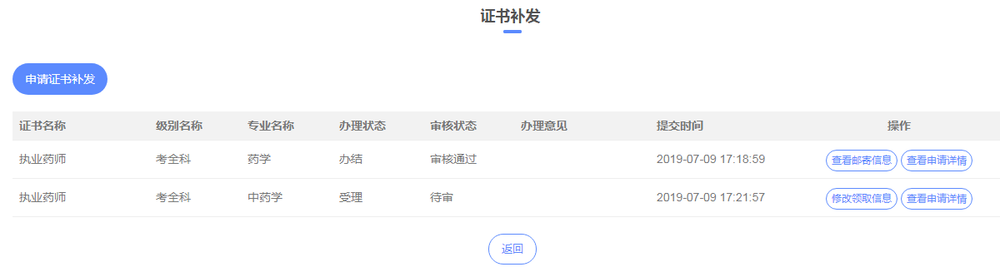 证书补发
申请证书补发
证书名称 级别名称 专业名称 办理状态 审核状态 办理意见 提交时间 操作
执业药师 考全科 药学 办结 审核通过 2019-07-09 17:18:59 查看邮寄信息 查看申请详情
执业药师 考全科 中药学 受理 待审 2019-07-09 17:21:57 修改领取信息 查看申请详情
返回